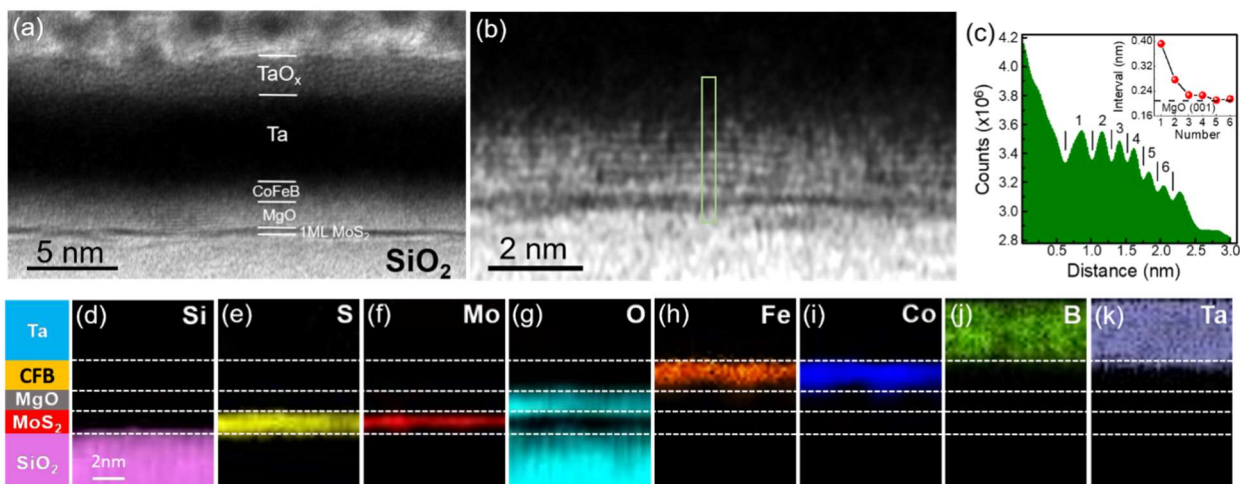 (a)
TaOx
Ta
CoFeB
MgO
1ML MoS2
5 nm
SiO2
(b)
2 nm
(c)
4.2
4.0
3.8
3.6
3.4
3.2
3.0
2.8
Counts (x10^6)
0.0 0.5 1.0 1.5 2.0 2.5 3.0
Distance (nm)
1 2 3 4 5 6
0.40
0.32
0.24
0.16
Interval (nm)
MgO (001)
1 2 3 4 5 6
Number
Ta
CFB
MgO
MoS2
SiO2
(d) Si
2nm
(e) S
(f) Mo
(g) O
(h) Fe
(i) Co
(j) B
(k) Ta